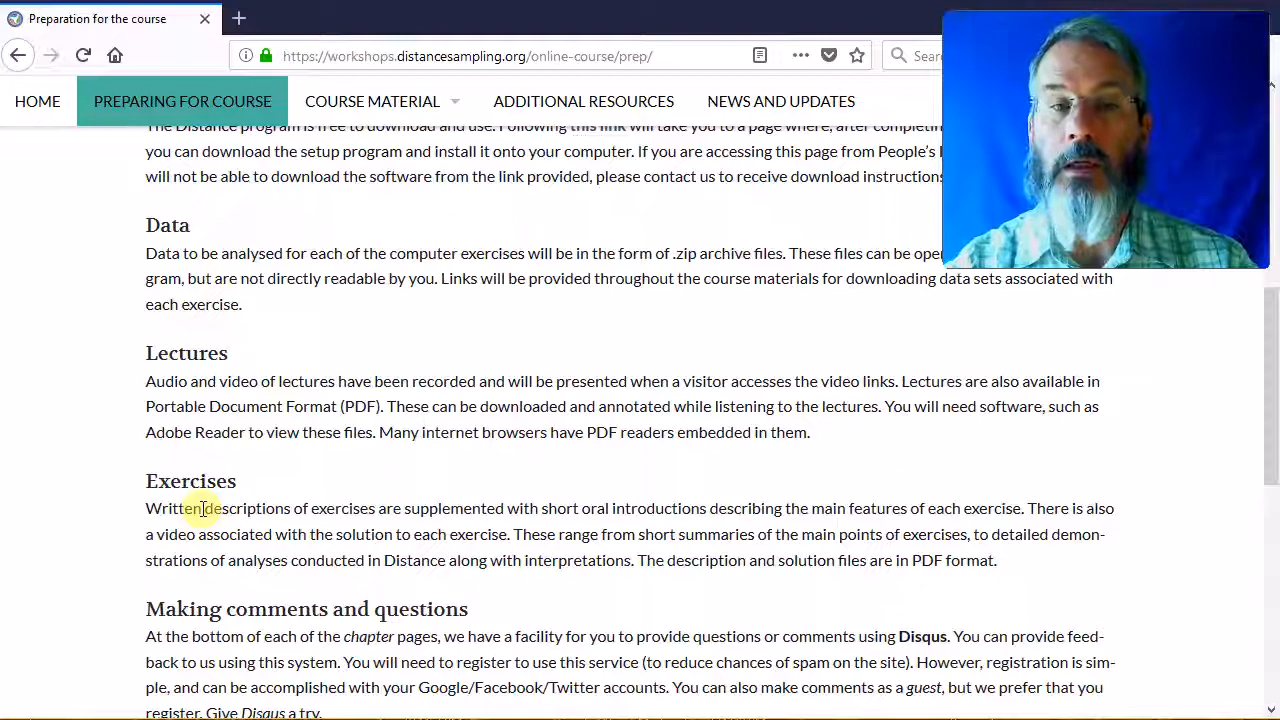 Preparation for the course
https://workshops.distancesampling.org/online-course/prep/
HOME PREPARING FOR COURSE COURSE MATERIAL ADDITIONAL RESOURCES NEWS AND UPDATES
The Distance program is free to download and use. Following this link will take you to a page where, after
you can download the setup program and install it onto your computer. If you are accessing this page from People's
will not be able to download the software from the link provided, please contact us to receive download instructions
Data
Data to be analysed for each of the computer exercises will be in the form of .zip archive files. These files can be
gram, but are not directly readable by you. Links will be provided throughout the course materials for downloading data sets associated with
each exercise.
Lectures
Audio and video of lectures have been recorded and will be presented when a visitor accesses the video links. Lectures are also available in
Portable Document Format (PDF). These can be downloaded and annotated while listening to the lectures. You will need software, such as
Adobe Reader to view these files. Many internet browsers have PDF readers embedded in them.
Exercises
Written descriptions of exercises are supplemented with short oral introductions describing the main features of each exercise. There is also
a video associated with the solution to each exercise. These range from short summaries of the main points of exercises, to detailed demon-
strations of analyses conducted in Distance along with interpretations. The description and solution files are in PDF format.
Making comments and questions
At the bottom of each of the chapter pages, we have a facility for you to provide questions or comments using Disqus. You can provide feed-
back to us using this system. You will need to register to use this service (to reduce chances of spam on the site). However, registration is sim-
ple, and can be accomplished with your Google/Facebook/Twitter accounts. You can also make comments as a guest, but we prefer that you
register. Give Disqus a try.